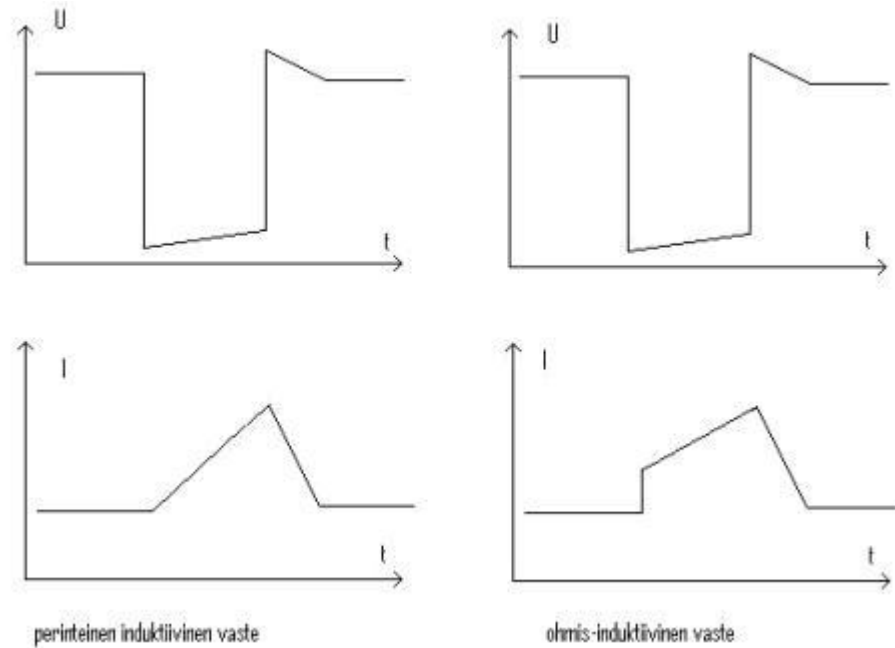 U
t
U
t
I
t
I
t
perinteinen induktiivinen vaste
ohmis-induktiivinen vaste